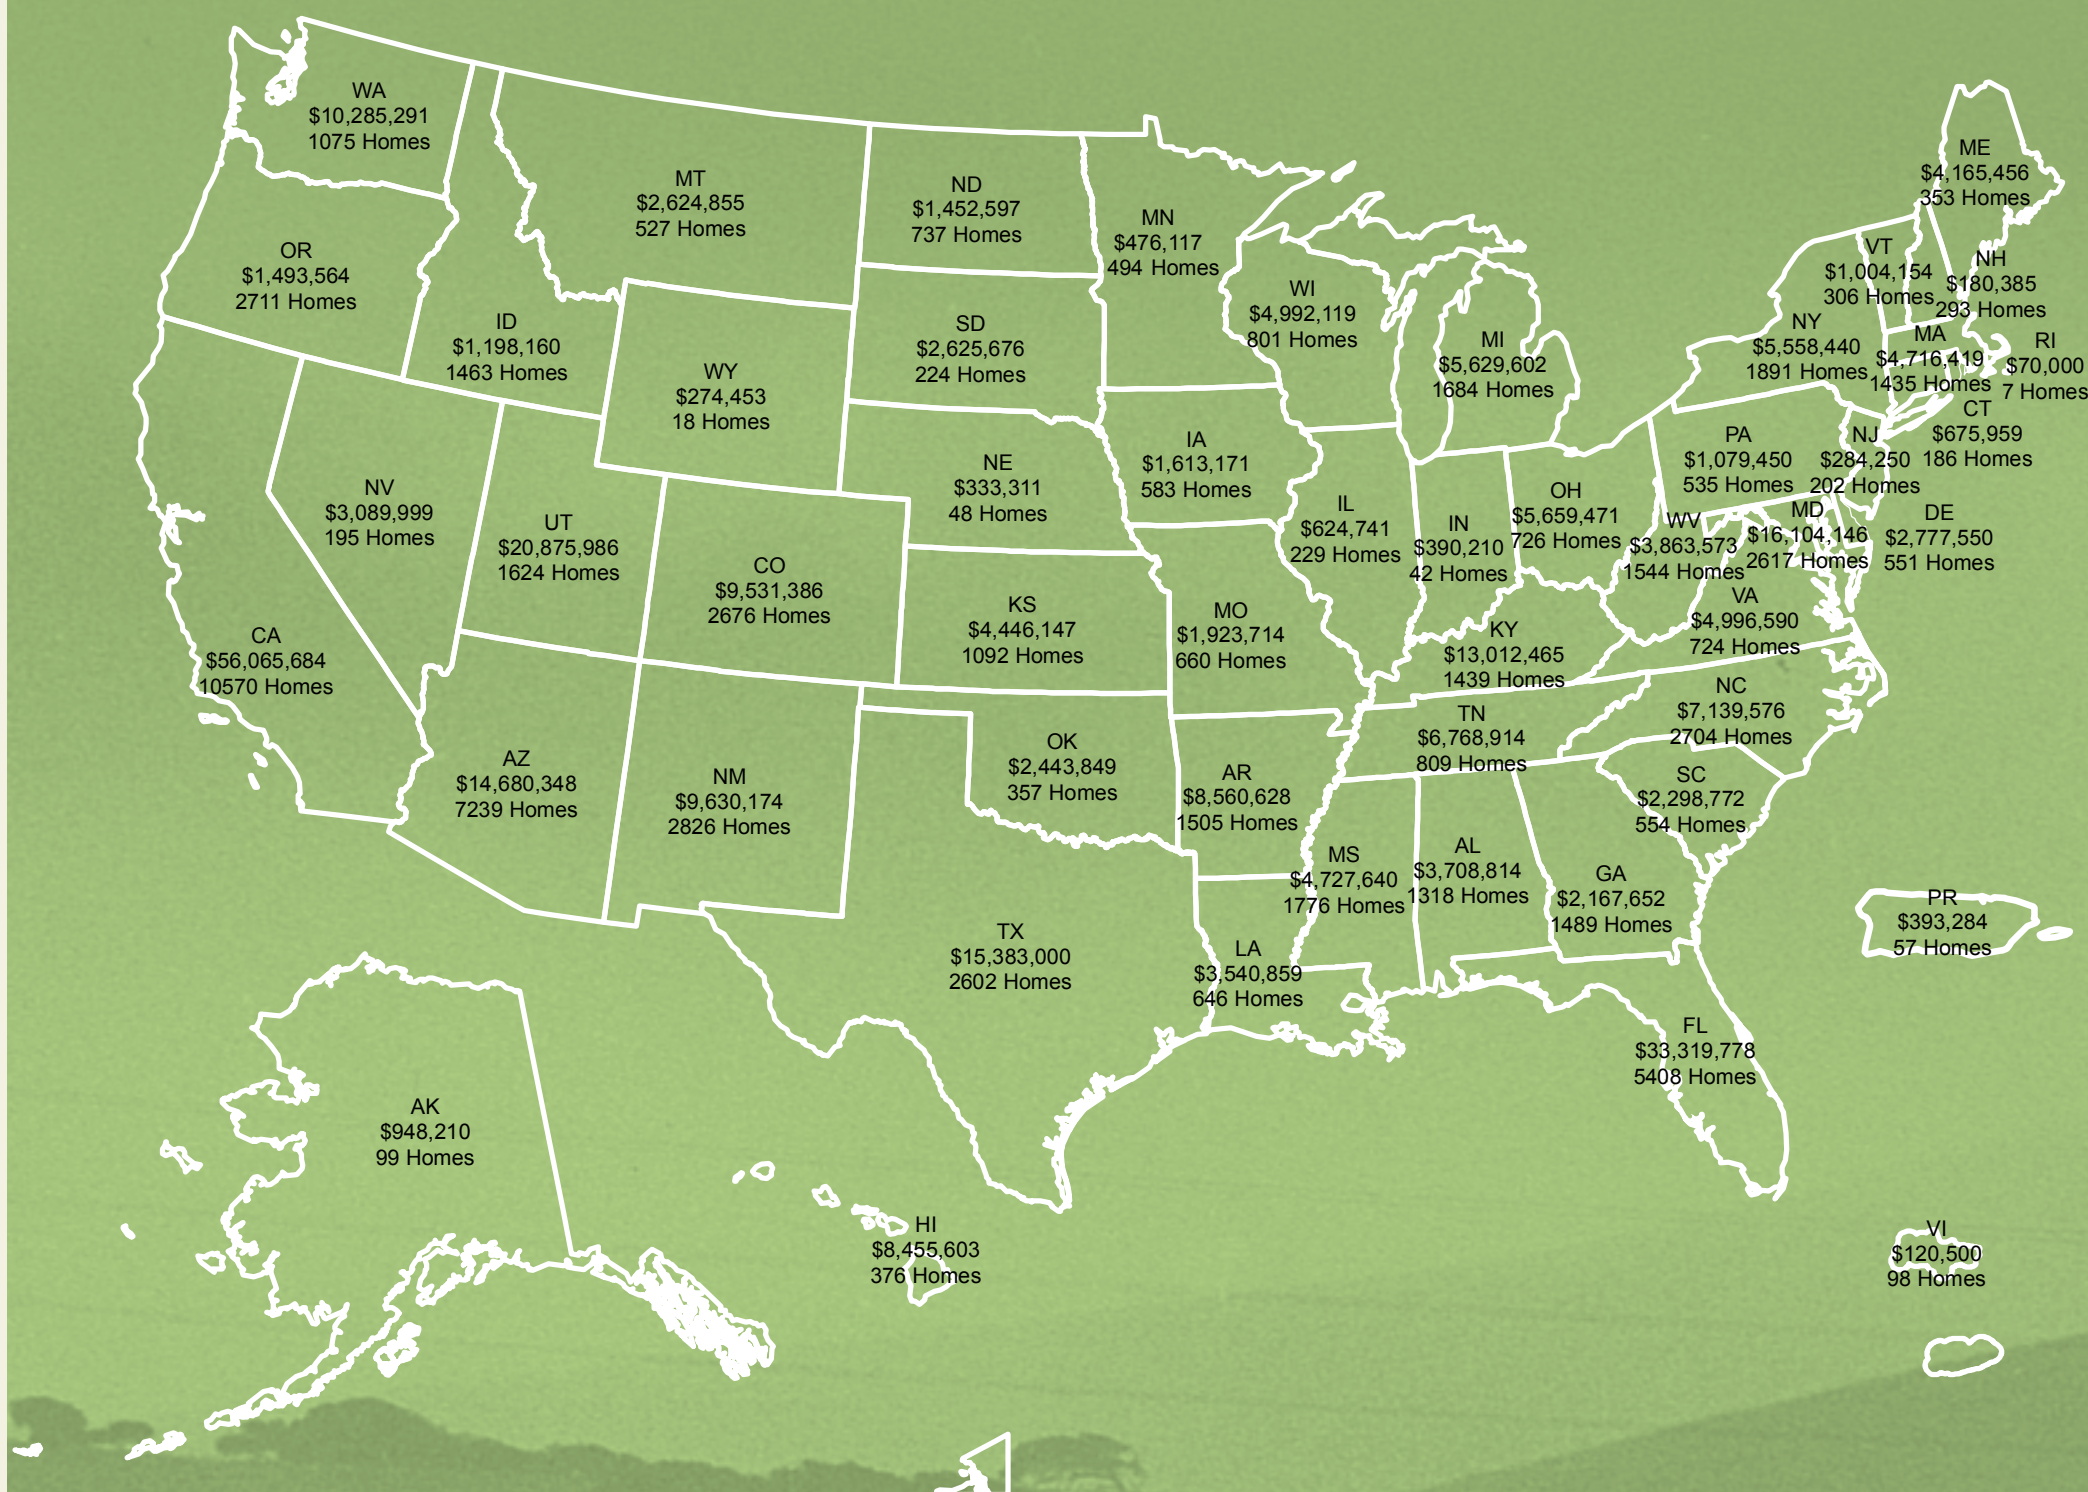 WA
$10,285,291
1075 Homes
OR
$1,493,564
2711 Homes
ID
$1,198,160
1463 Homes
MT
$2,624,855
527 Homes
ND
$1,452,597
737 Homes
MN
$476,117
494 Homes
WI
$4,992,119
801 Homes
MI
$5,629,602
1684 Homes
ME
$4,165,456
353 Homes
VT
$1,004,154
306 Homes
NH
$180,385
293 Homes
NY
$5,558,440
1891 Homes
MA
$4,716,419
1435 Homes
RI
$70,000
7 Homes
CT
$675,959
186 Homes
WY
$274,453
18 Homes
SD
$2,625,676
224 Homes
NE
$333,311
48 Homes
IA
$1,613,171
583 Homes
IL
$624,741
229 Homes
IN
$390,210
42 Homes
OH
$5,659,471
726 Homes
PA
$1,079,450
535 Homes
NJ
$284,250
202 Homes
WV
$3,863,573
1544 Homes
MD
$16,104,146
2617 Homes
DE
$2,777,550
551 Homes
VA
$4,996,590
724 Homes
NV
$3,089,999
195 Homes
UT
$20,875,986
1624 Homes
CO
$9,531,386
2676 Homes
KS
$4,446,147
1092 Homes
MO
$1,923,714
660 Homes
KY
$13,012,465
1439 Homes
CA
$56,065,684
10570 Homes
AZ
$14,680,348
7239 Homes
NM
$9,630,174
2826 Homes
OK
$2,443,849
357 Homes
AR
$8,560,628
1505 Homes
TN
$6,768,914
809 Homes
NC
$7,139,576
2704 Homes
SC
$2,298,772
554 Homes
MS
$4,727,640
1776 Homes
AL
$3,708,814
1318 Homes
GA
$2,167,652
1489 Homes
TX
$15,383,000
2602 Homes
LA
$3,540,859
646 Homes
FL
$33,319,778
5408 Homes
PR
$393,284
57 Homes
AK
$948,210
99 Homes
HI
$8,455,603
376 Homes
VI
$120,500
98 Homes